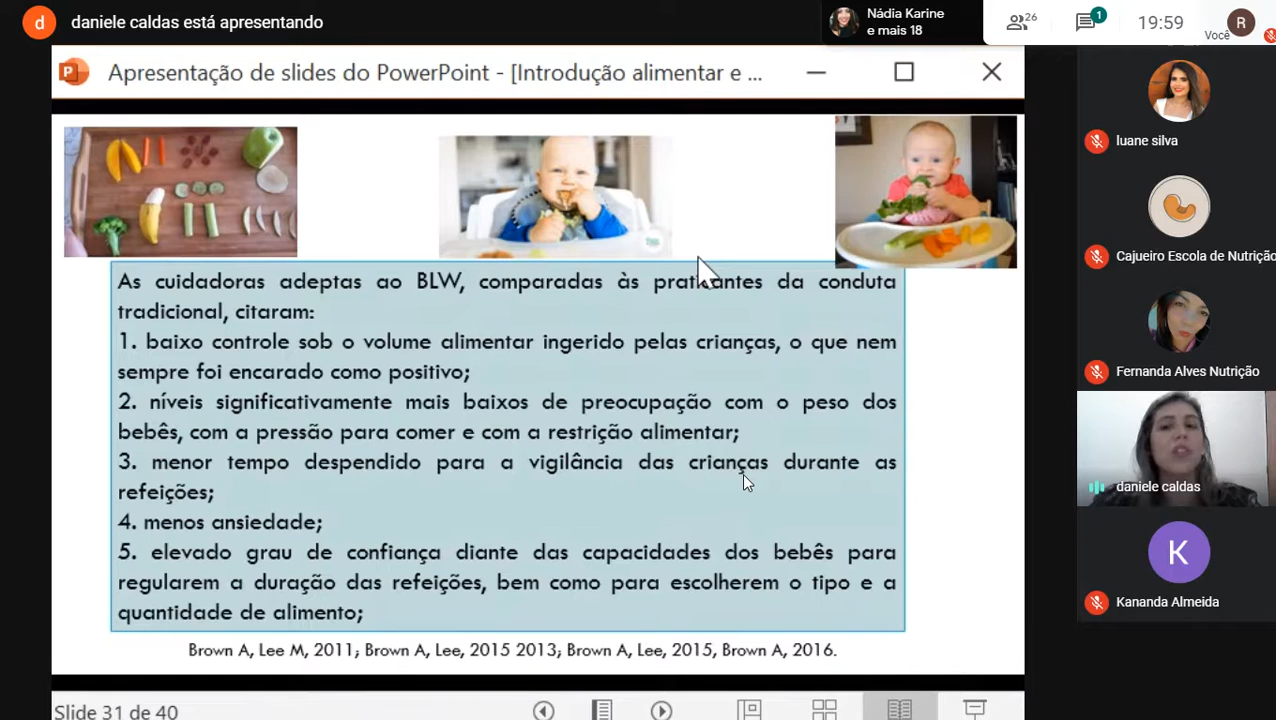 d
daniele caldas está apresentando
Nádia Karine
e mais 18
26
1
19:59
Você
R
P
Apresentação de slides do PowerPoint - [Introdução alimentar e ...
As cuidadoras adeptas ao BLW, comparadas às praticantes da conduta
tradicional, citaram:
1. baixo controle sob o volume alimentar ingerido pelas crianças, o que nem
sempre foi encarado como positivo;
2. níveis significativamente mais baixos de preocupação com o peso dos
bebês, com a pressão para comer e com a restrição alimentar;
3. menor tempo despendido para a vigilância das crianças durante as
refeições;
4. menos ansiedade;
5. elevado grau de confiança diante das capacidades dos bebês para
regularem a duração das refeições, bem como para escolherem o tipo e a
quantidade de alimento;
Brown A, Lee M, 2011; Brown A, Lee, 2015 2013; Brown A, Lee, 2015, Brown A, 2016.
Slide 31 de 40
luane silva
Cajueiro Escola de Nutrição
Fernanda Alves Nutrição
daniele caldas
K
Kananda Almeida